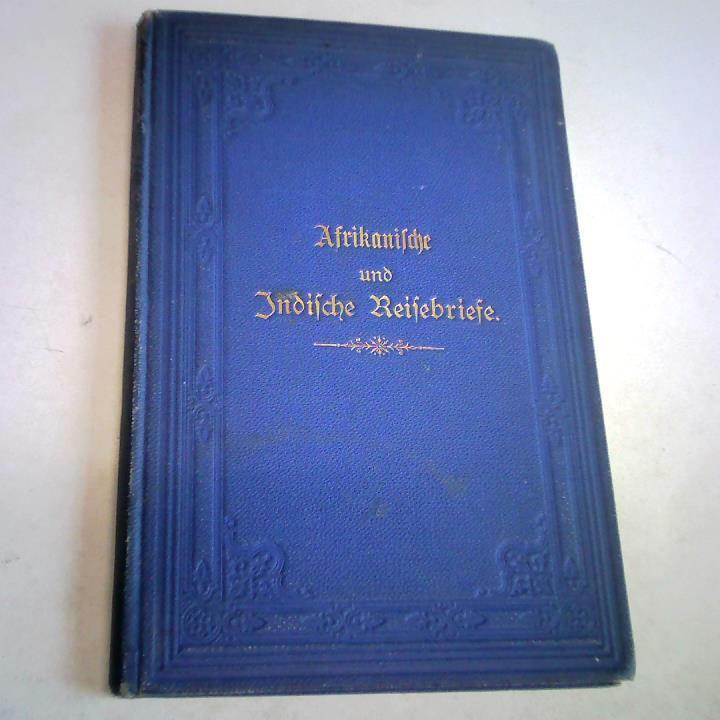 Afrikaniſche
und
Indiſche Reiſebriefe.